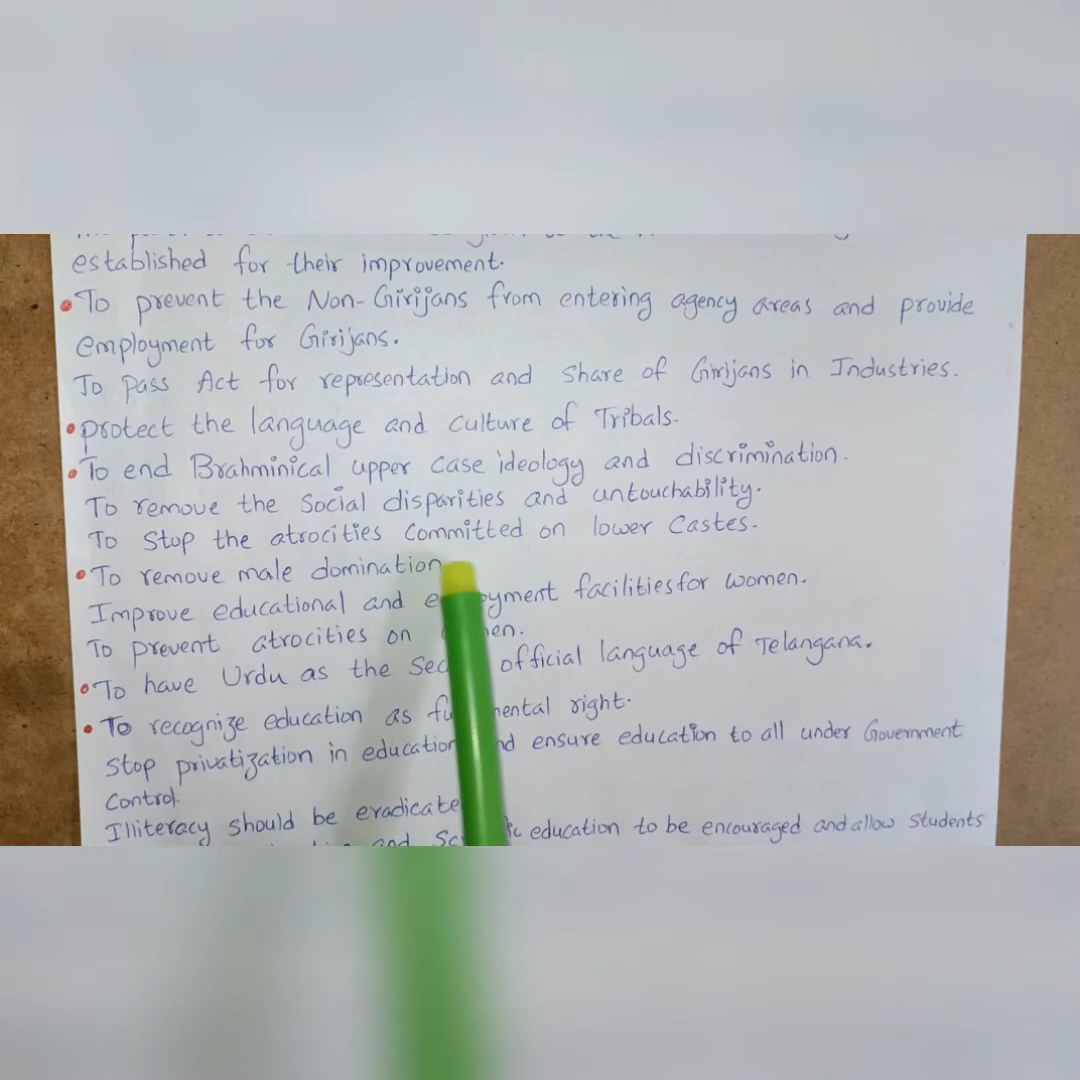 established for their improvement.
• To prevent the Non-Girijans from entering agency areas and provide
employment for Girijans.
To pass Act for representation and share of Girijans in Industries.
• protect the language and culture of Tribals.
• To end Brahminical upper case ideology and discrimination.
To remove the social disparities and untouchability.
To stop the atrocities committed on lower castes.
• To remove male domination
Improve educational and facilities for women.
To prevent atrocities on
• To have Urdu as the official language of Telangana.
• To recognize education as right.
Stop privatization in education and ensure education to all under Government
control.
Illiteracy should be eradicate
education to be encouraged and allow students